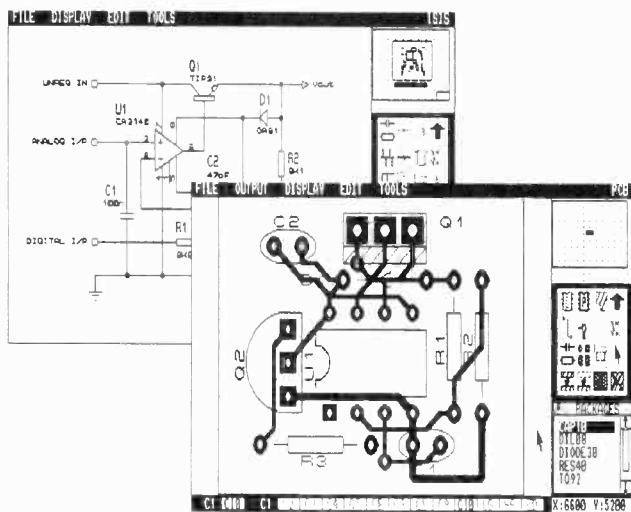 FILE DISPLAY EDIT TOOLS ISIS
UNREG IN
Q1
TIP31
Vout
U1
CA3140
D1
OA91
ANALOG I/P
C2
47pF
R2
C1
DIGITAL I/P
R1
FILE OUTPUT DISPLAY EDIT TOOLS PCB
C2
Q1
Q2
U1
R1
R2
R3
PACKAGES
CAP10
DIL08
DIODE30
RES40
TO92
X:6600 Y:5200